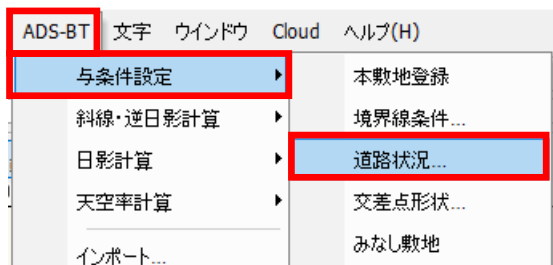 ADS-BT 文字 ウインドウ Cloud ヘルプ(H)
与条件設定
斜線・逆日影計算
日影計算
天空率計算
インポート...
本敷地登録
境界線条件...
道路状況...
交差点形状...
みなし敷地